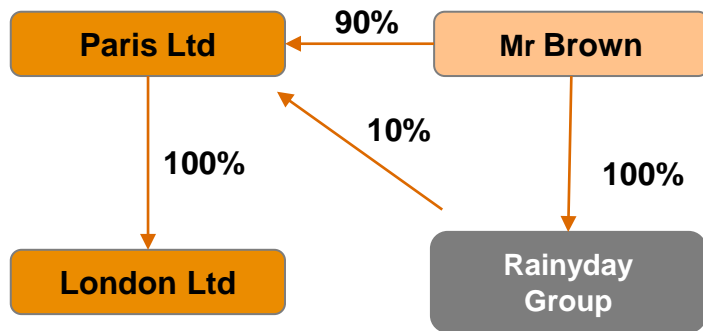 Paris Ltd
90%
Mr Brown
10%
100%
100%
London Ltd
Rainyday
Group